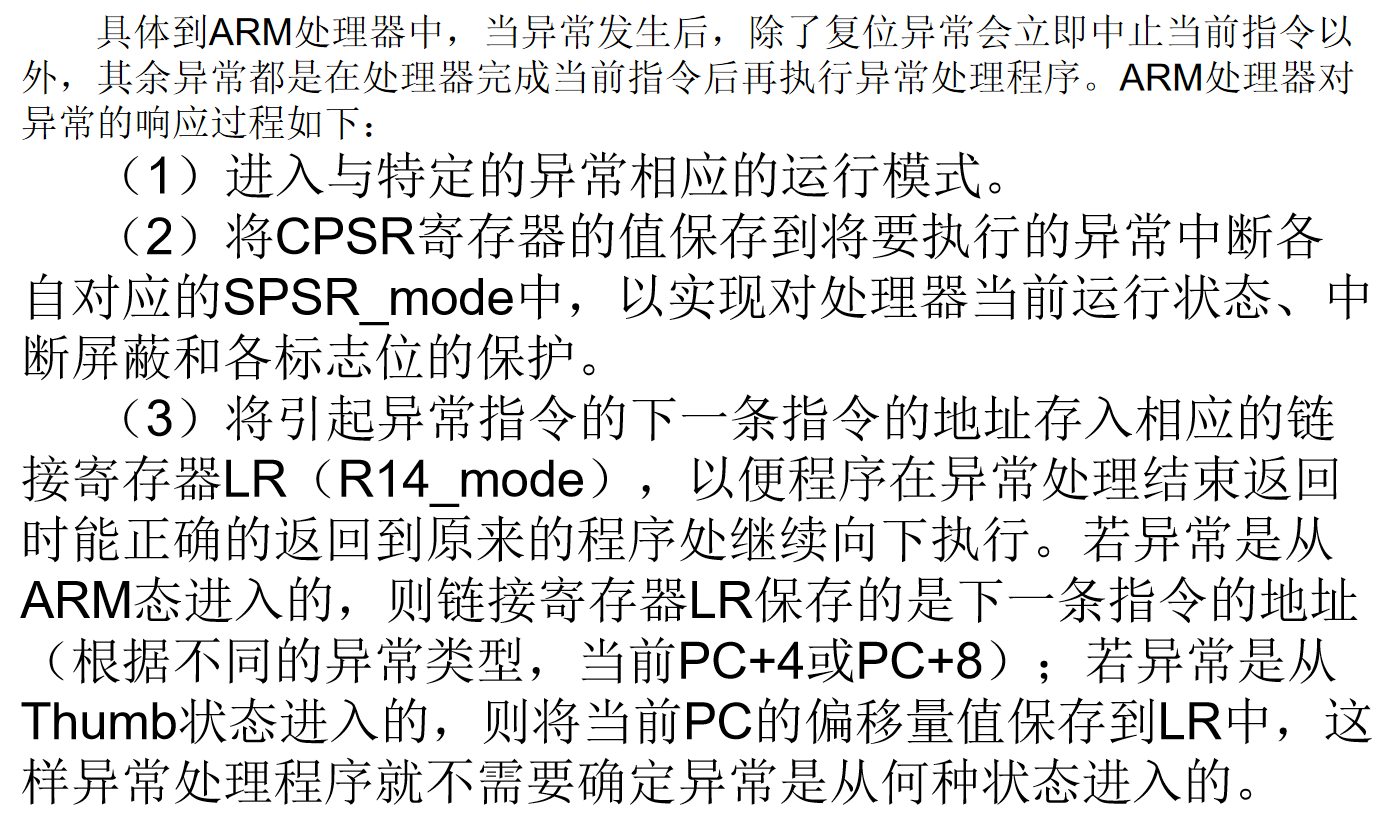 具体到ARM处理器中，当异常发生后，除了复位异常会立即中止当前指令以
外，其余异常都是在处理器完成当前指令后再执行异常处理程序。ARM处理器对
异常的响应过程如下：
（1）进入与特定的异常相应的运行模式。
（2）将CPSR寄存器的值保存到将要执行的异常中断各
自对应的SPSR_mode中，以实现对处理器当前运行状态、中
断屏蔽和各标志位的保护。
（3）将引起异常指令的下一条指令的地址存入相应的链
接寄存器LR（R14_mode），以便程序在异常处理结束返回
时能正确的返回到原来的程序处继续向下执行。若异常是从
ARM态进入的，则链接寄存器LR保存的是下一条指令的地址
（根据不同的异常类型，当前PC+4或PC+8）；若异常是从
Thumb状态进入的，则将当前PC的偏移量值保存到LR中，这
样异常处理程序就不需要确定异常是从何种状态进入的。